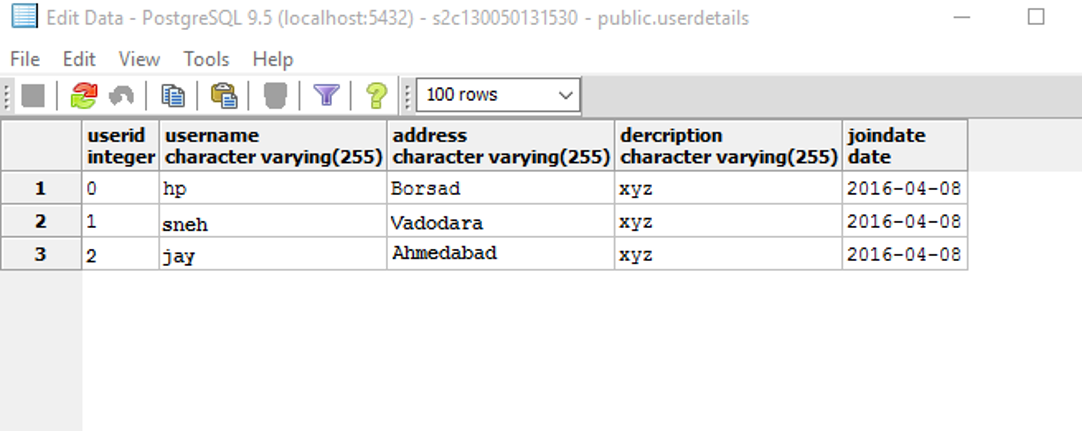 Edit Data - PostgreSQL 9.5 (localhost:5432) - s2c130050131530 - public.userdetails
File Edit View Tools Help
100 rows
userid username address dercription joindate
integer character varying(255) character varying(255) character varying(255) date
1 0 hp Borsad xyz 2016-04-08
2 1 sneh Vadodara xyz 2016-04-08
3 2 jay Ahmedabad xyz 2016-04-08